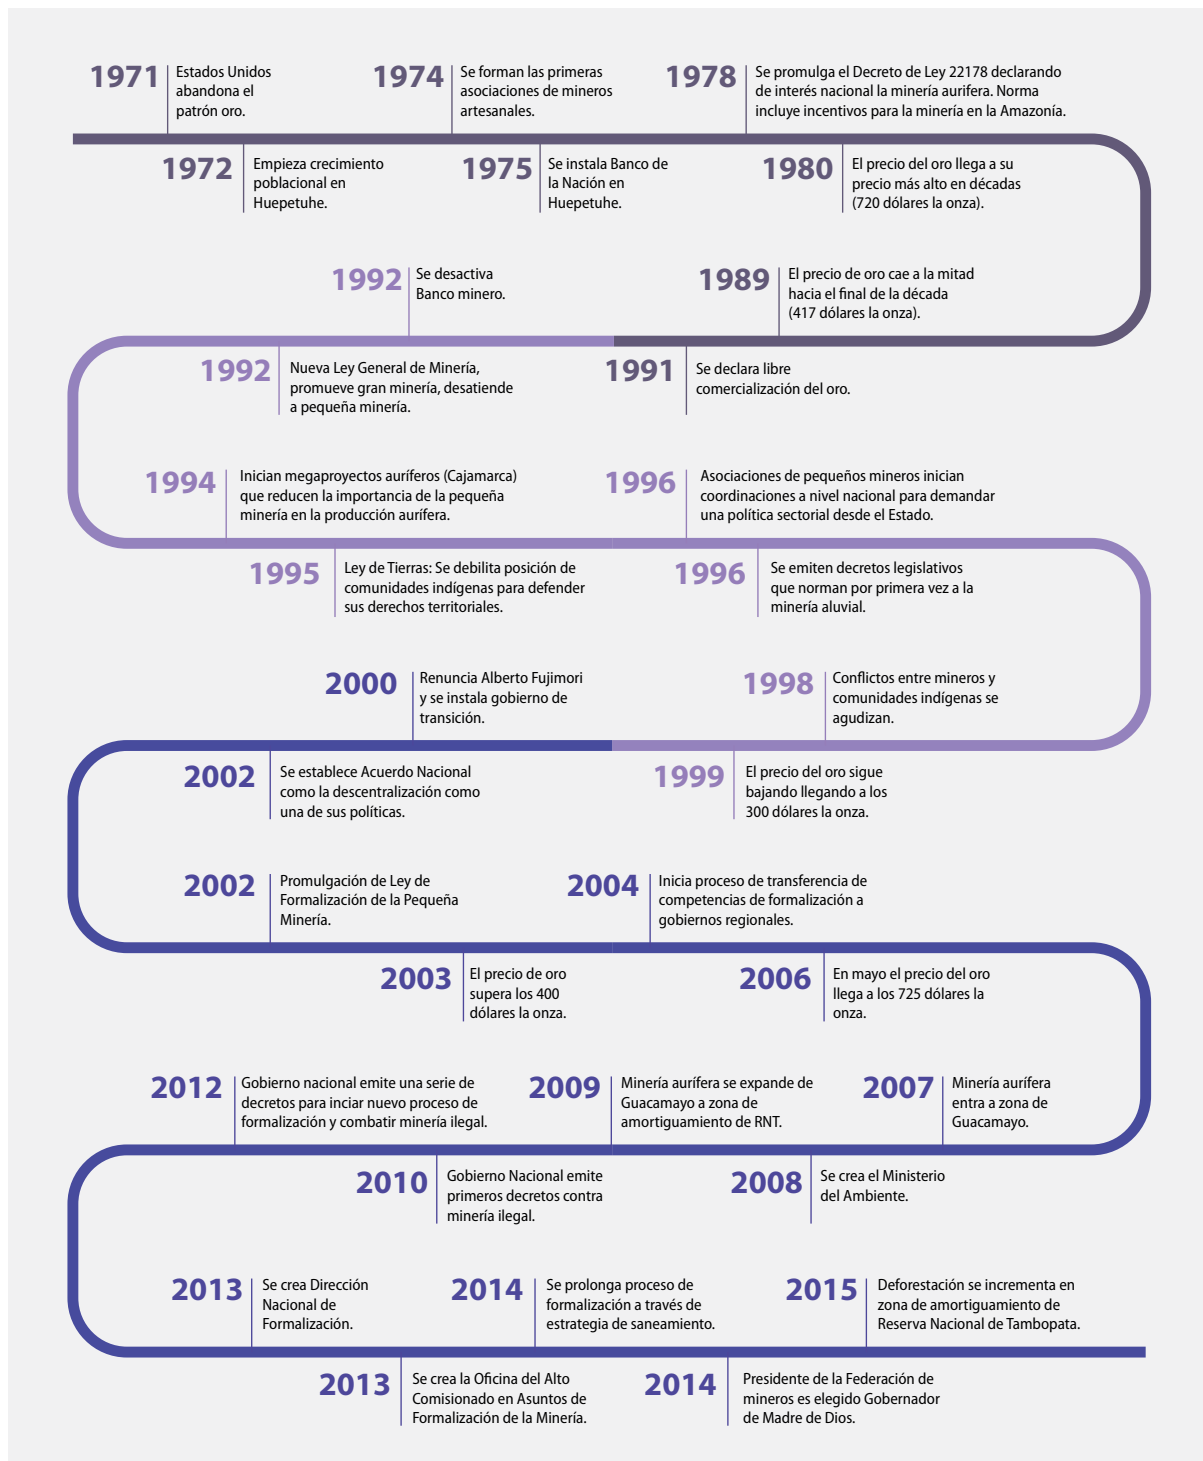 1971
Estados Unidos
abandona el
patrón oro.
1974
Se forman las primeras
asociaciones de mineros
artesanales.
1978
Se promulga el Decreto de Ley 22178 declarando
de interés nacional la minería aurifera. Norma
incluye incentivos para la minería en la Amazonía.
1972
Empieza crecimiento
poblacional en
Huepetuhe.
1975
Se instala Banco de
la Nación en
Huepetuhe.
1980
El precio del oro llega a su
precio más alto en décadas
(720 dólares la onza).
1992
Se desactiva
Banco minero.
1989
El precio de oro cae a la mitad
hacia el final de la década
(417 dólares la onza).
1992
Nueva Ley General de Minería,
promueve gran minería, desatiende
a pequeña minería.
1991
Se declara libre
comercialización del oro.
1994
Inician megaproyectos auríferos (Cajamarca)
que reducen la importancia de la pequeña
minería en la producción aurífera.
1996
Asociaciones de pequeños mineros inician
coordinaciones a nivel nacional para demandar
una política sectorial desde el Estado.
1995
Ley de Tierras: Se debilita posición de
comunidades indígenas para defender
sus derechos territoriales.
1996
Se emiten decretos legislativos
que norman por primera vez a la
minería aluvial.
2000
Renuncia Alberto Fujimori
y se instala gobierno de
transición.
1998
Conflictos entre mineros y
comunidades indígenas se
agudizan.
2002
Se establece Acuerdo Nacional
como la descentralización como
una de sus políticas.
1999
El precio del oro sigue
bajando llegando a los
300 dólares la onza.
2002
Promulgación de Ley de
Formalización de la Pequeña
Minería.
2004
Inicia proceso de transferencia de
competencias de formalización a
gobiernos regionales.
2003
El precio de oro
supera los 400
dólares la onza.
2006
En mayo el precio del oro
llega a los 725 dólares la
onza.
2012
Gobierno nacional emite una serie de
decretos para inciar nuevo proceso de
formalización y combatir minería ilegal.
2009
Minería aurífera se expande de
Guacamayo a zona de
amortiguamiento de RNT.
2007
Minería aurífera
entra a zona de
Guacamayo.
2010
Gobierno Nacional emite
primeros decretos contra
minería ilegal.
2008
Se crea el Ministerio
del Ambiente.
2013
Se crea Dirección
Nacional de
Formalización.
2014
Se prolonga proceso de
formalización a través de
estrategia de saneamiento.
2015
Deforestación se incrementa en
zona de amortiguamiento de
Reserva Nacional de Tambopata.
2013
Se crea la Oficina del Alto
Comisionado en Asuntos de
Formalización de la Minería.
2014
Presidente de la Federación de
mineros es elegido Gobernador
de Madre de Dios.